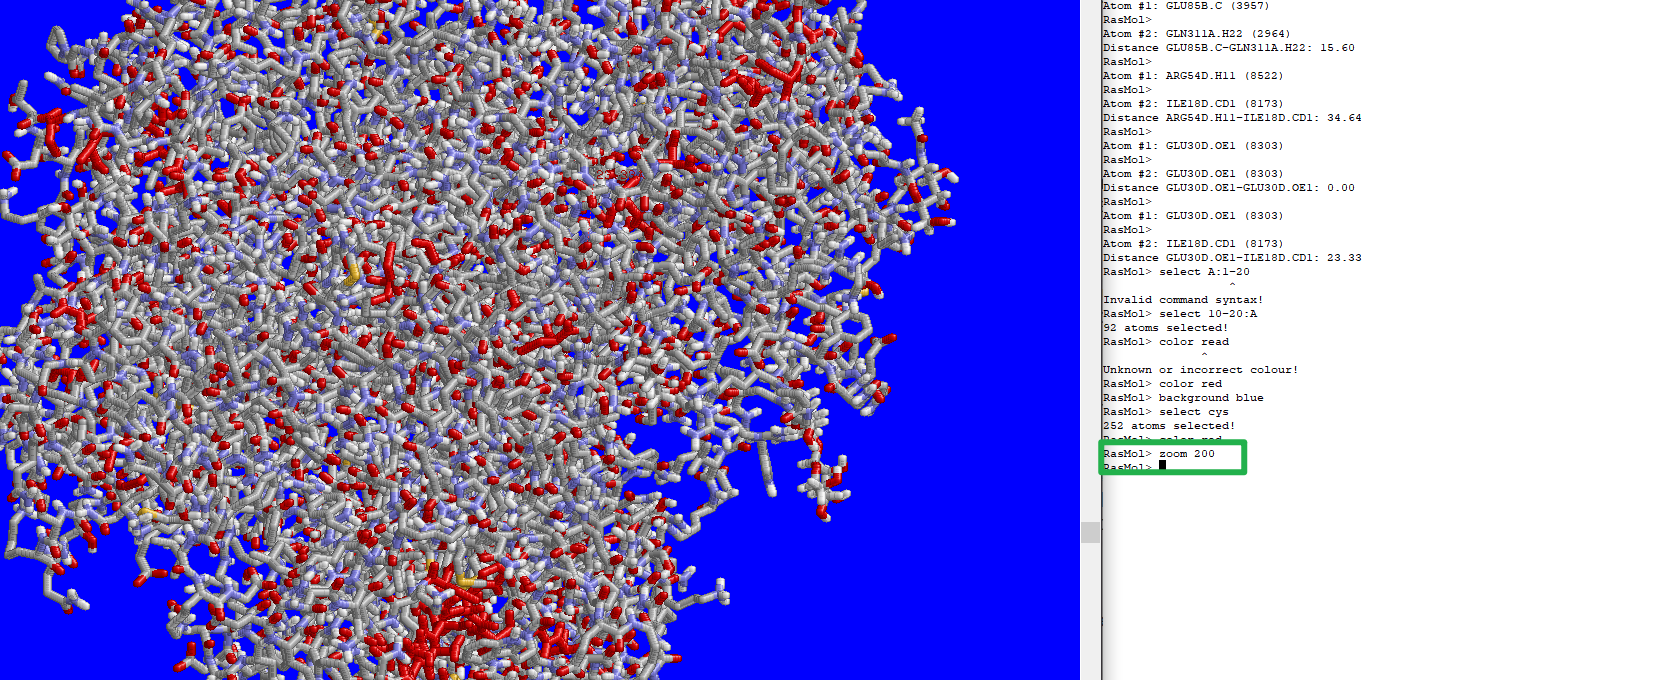 Atom #1: GLU85B.C (3957)
RasMol>
Atom #2: GLN311A.H22 (2964)
Distance GLU85B.C-GLN311A.H22: 15.60
RasMol>
Atom #1: ARG54D.H11 (8522)
RasMol>
Atom #2: ILE18D.CD1 (8173)
Distance ARG54D.H11-ILE18D.CD1: 34.64
RasMol>
Atom #1: GLU30D.OE1 (8303)
RasMol>
Atom #2: GLU30D.OE1 (8303)
Distance GLU30D.OE1-GLU30D.OE1: 0.00
RasMol>
Atom #1: GLU30D.OE1 (8303)
RasMol>
Atom #2: ILE18D.CD1 (8173)
Distance GLU30D.OE1-ILE18D.CD1: 23.33
RasMol> select A:1-20
^
Invalid command syntax!
RasMol> select 10-20:A
92 atoms selected!
RasMol> color read
^
Unknown or incorrect colour!
RasMol> color red
RasMol> background blue
RasMol> select cys
252 atoms selected!
RasMol> color red
RasMol> zoom 200
RasMol>